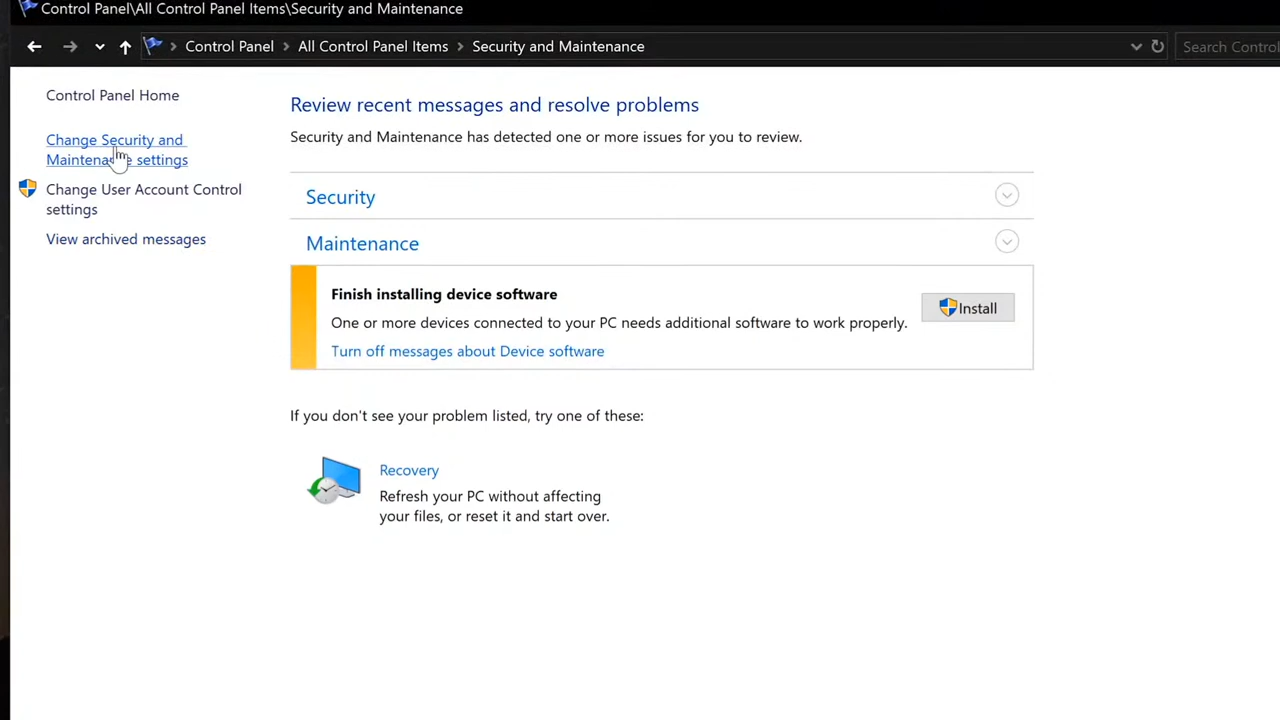 Control Panel\All Control Panel Items\Security and Maintenance
Control Panel > All Control Panel Items > Security and Maintenance
Search Contro
Control Panel Home
Change Security and
Maintenance settings
Change User Account Control
settings
View archived messages
Review recent messages and resolve problems
Security and Maintenance has detected one or more issues for you to review.
Security
Maintenance
Finish installing device software
One or more devices connected to your PC needs additional software to work properly.
Install
Turn off messages about Device software
If you don't see your problem listed, try one of these:
Recovery
Refresh your PC without affecting
your files, or reset it and start over.